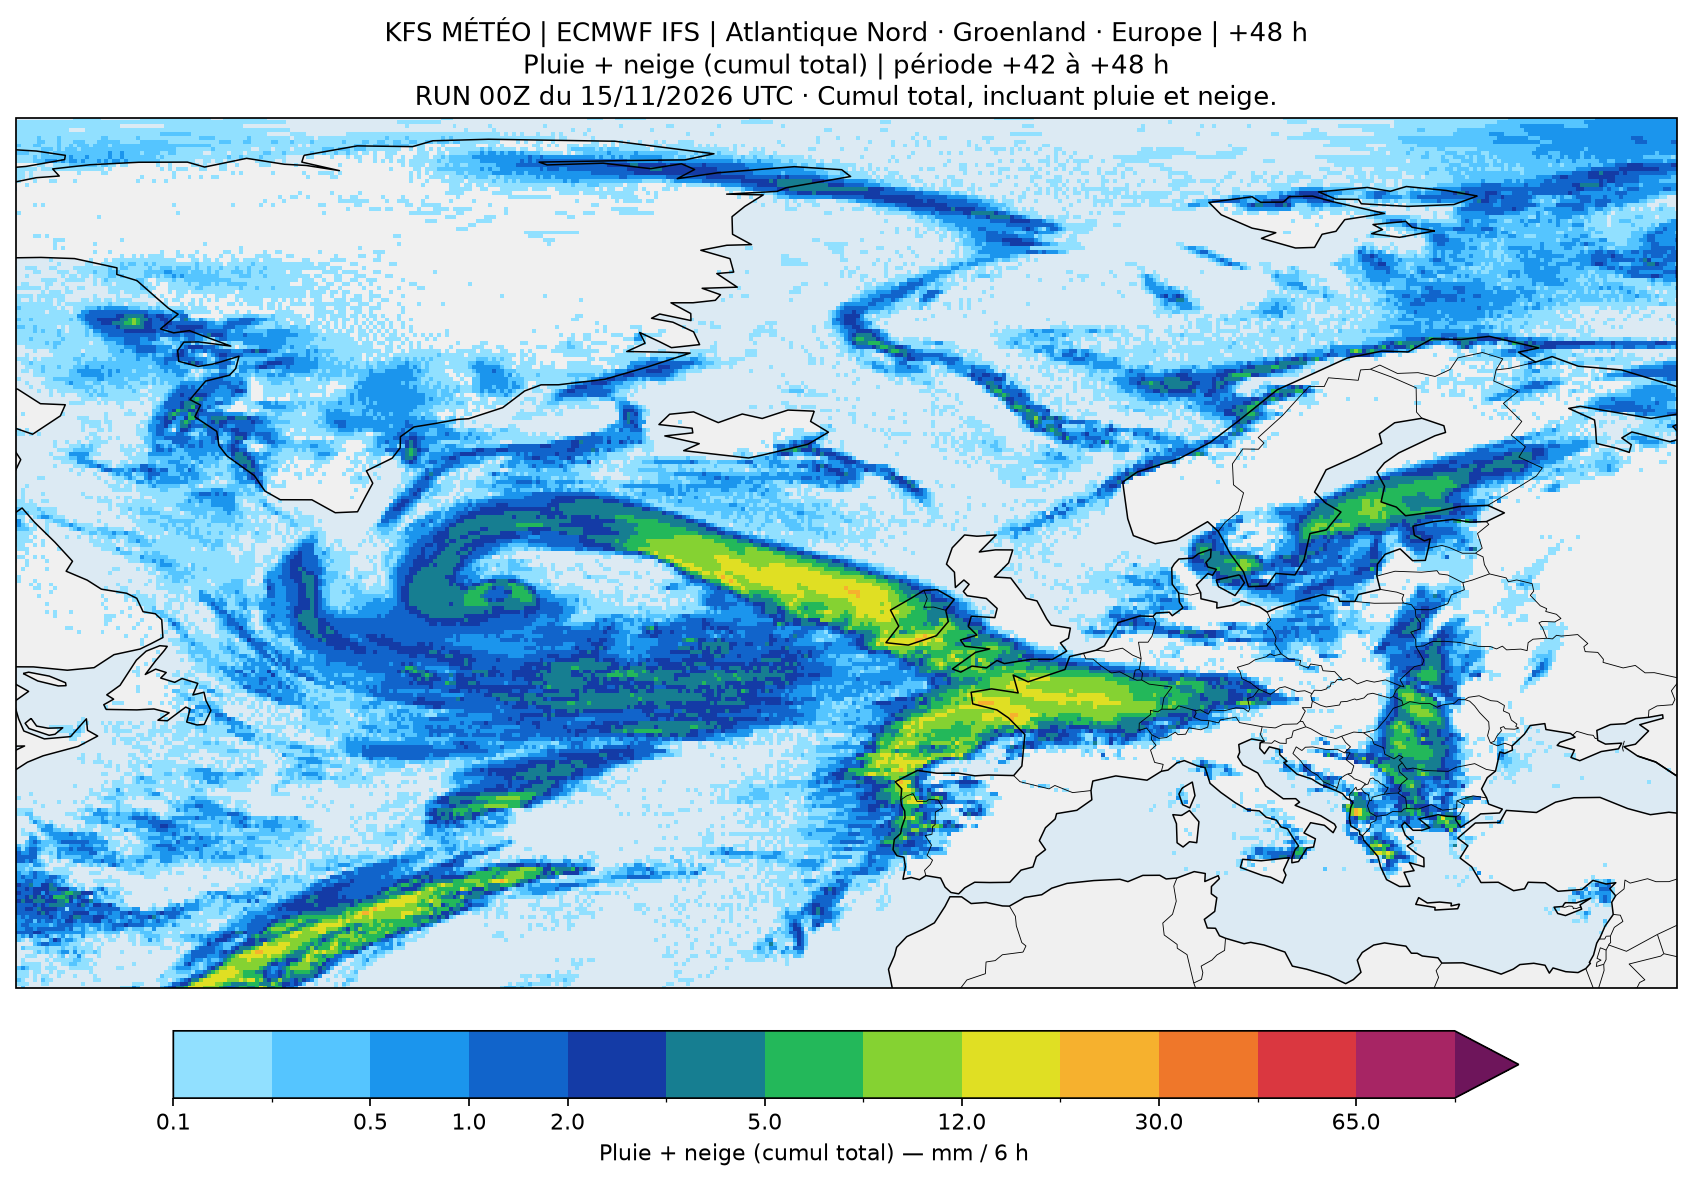 KFS MÉTÉO | ECMWF IFS | Atlantique Nord · Groenland · Europe | +48 h
Pluie + neige (cumul total) | période +42 à +48 h
RUN 00Z du 15/11/2026 UTC · Cumul total, incluant pluie et neige.
0.1 0.5 1.0 2.0 5.0 12.0 30.0 65.0
Pluie + neige (cumul total) — mm / 6 h